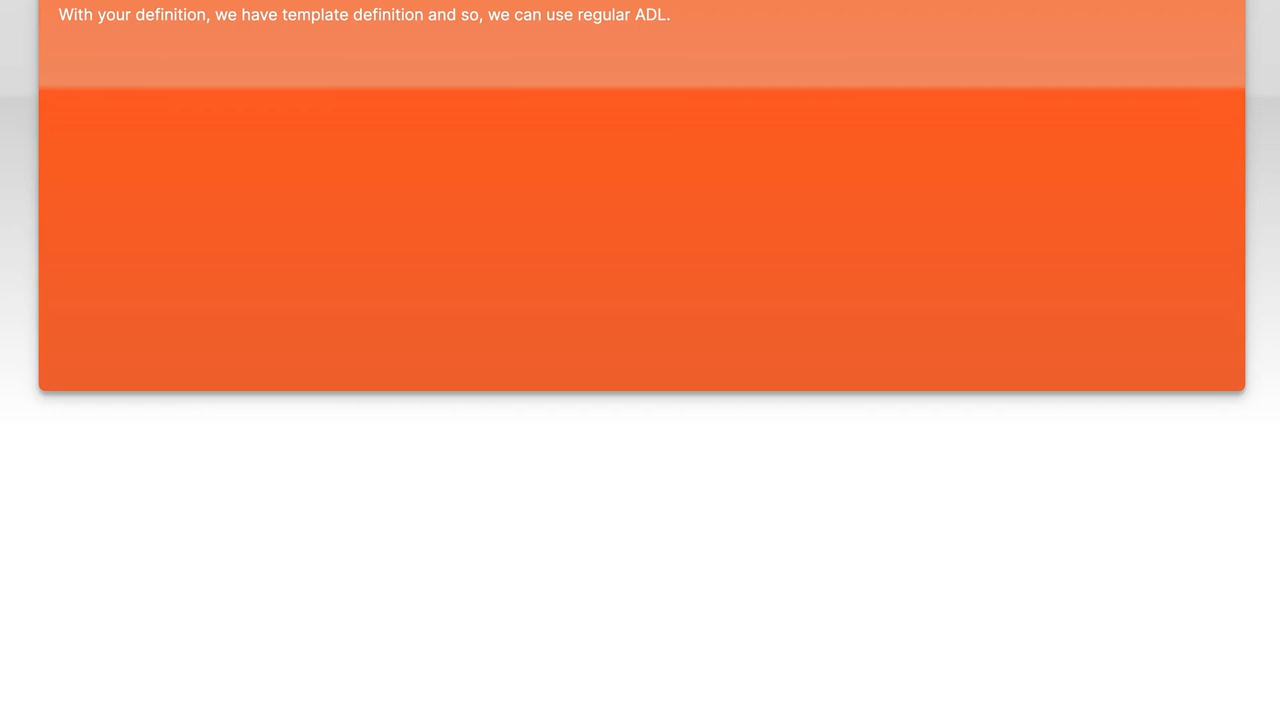 With your definition, we have template definition and so, we can use regular ADL.